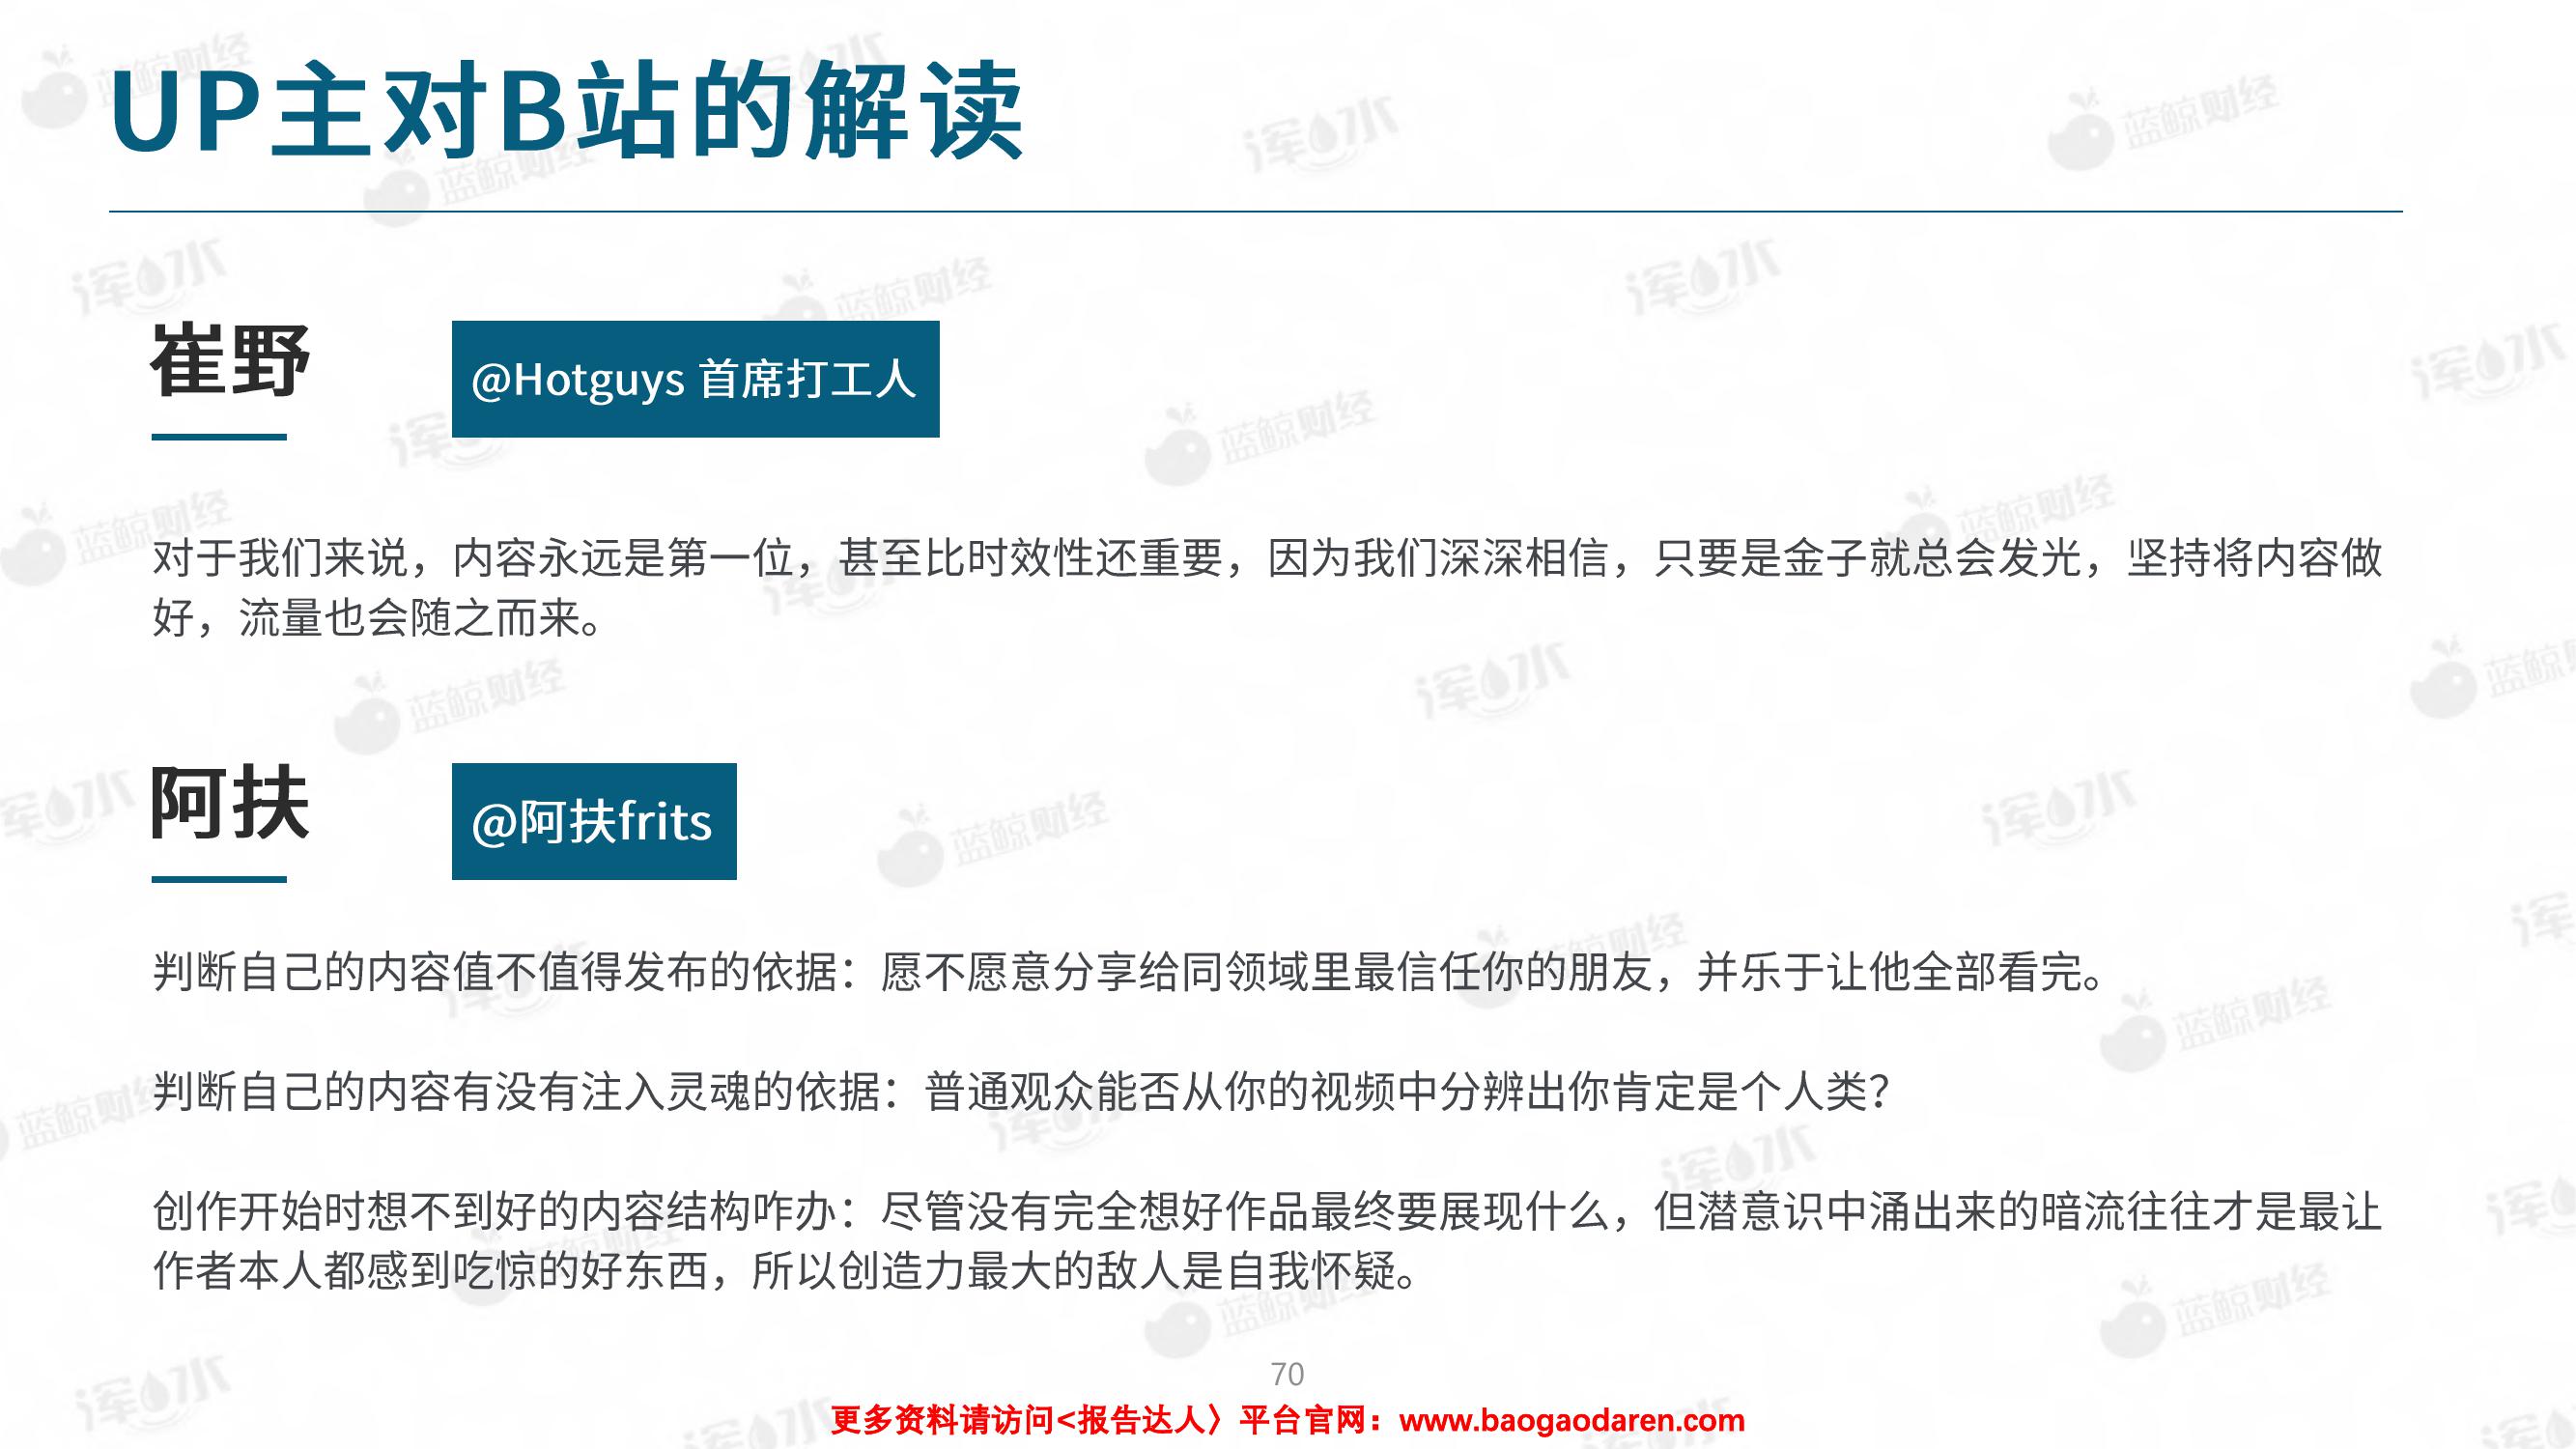 UP主对B站的解读
崔野
@Hotguys 首席打工人
对于我们来说，内容永远是第一位，甚至比时效性还重要，因为我们深深相信，只要是金子就总会发光，坚持将内容做
好，流量也会随之而来。
阿扶
@阿扶frits
判断自己的内容值不值得发布的依据：愿不愿意分享给同领域里最信任你的朋友，并乐于让他全部看完。
判断自己的内容有没有注入灵魂的依据：普通观众能否从你的视频中分辨出你肯定是个人类？
创作开始时想不到好的内容结构咋办：尽管没有完全想好作品最终要展现什么，但潜意识中涌出来的暗流往往才是最让
作者本人都感到吃惊的好东西，所以创造力最大的敌人是自我怀疑。
70
更多资料请访问<报告达人〉平台官网：www.baogaodaren.com
蓝鲸财经
浑水